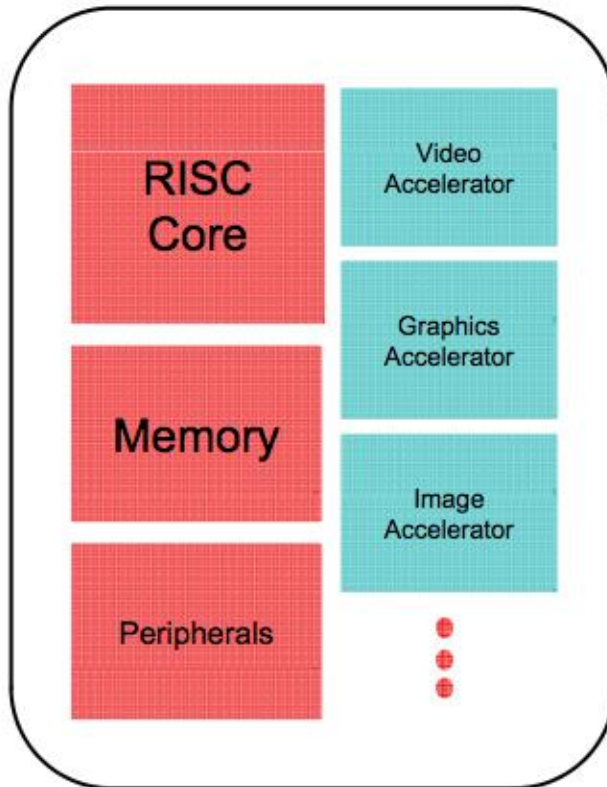 RISC
Core
Memory
Peripherals
Video
Accelerator
Graphics
Accelerator
Image
Accelerator